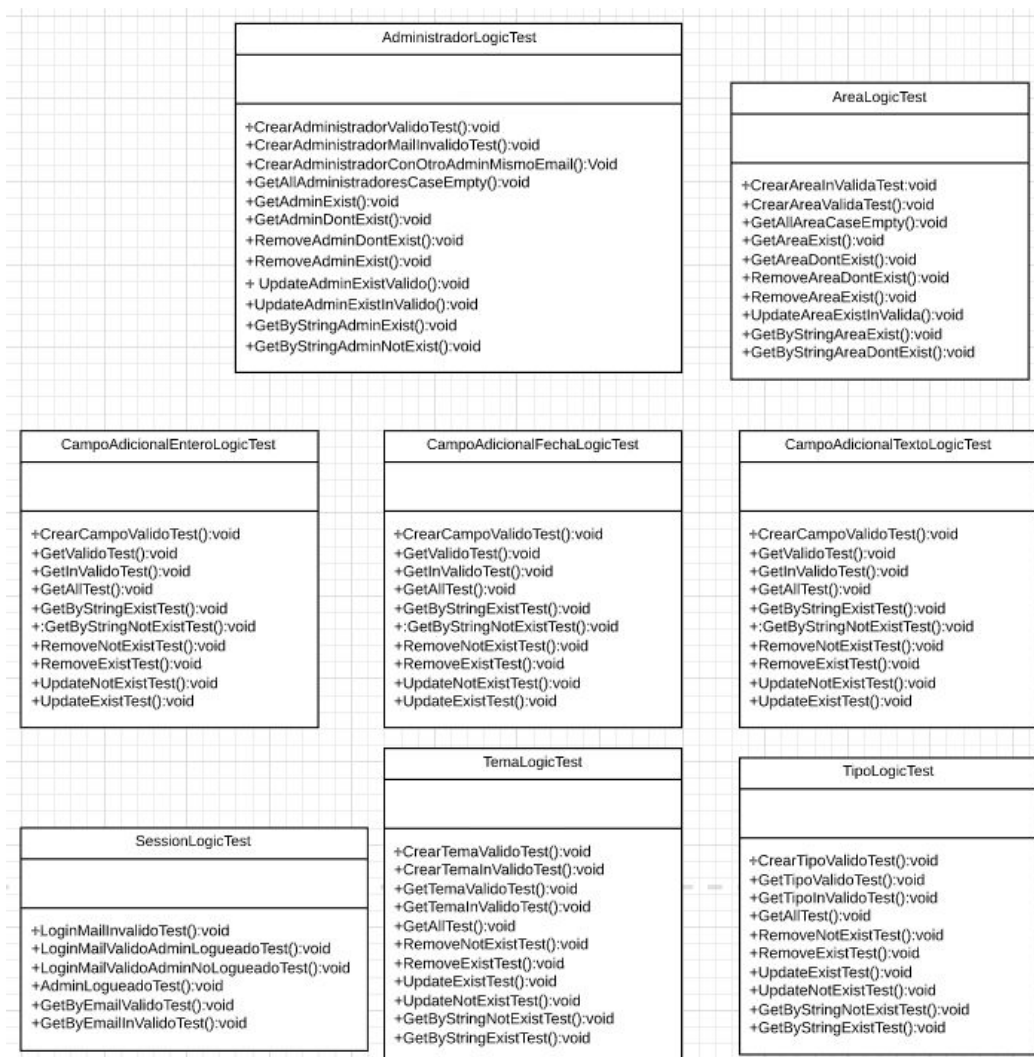 AdministradorLogicTest
+CrearAdministradorValidoTest():void
+CrearAdministradorMailInvalidoTest():void
+CrearAdministradorConOtroAdminMismoEmail():Void
+GetAllAdministradoresCaseEmpty():void
+GetAdminExist():void
+GetAdminDontExist():void
+RemoveAdminDontExist():void
+RemoveAdminExist():void
+ UpdateAdminExistValido():void
+UpdateAdminExistInValido():void
+GetByStringAdminExist():void
+GetByStringAdminNotExist():void
AreaLogicTest
+CrearAreaInValidaTest:void
+CrearAreaValidaTest():void
+GetAllAreaCaseEmpty():void
+GetAreaExist():void
+GetAreaDontExist():void
+RemoveAreaDontExist():void
+RemoveAreaExist():void
+UpdateAreaExistInValida():void
+GetByStringAreaExist():void
+GetByStringAreaDontExist():void
CampoAdicionalEnteroLogicTest
+CrearCampoValidoTest():void
+GetValidoTest():void
+GetInValidoTest():void
+GetAllTest():void
+GetByStringExistTest():void
+:GetByStringNotExistTest():void
+RemoveNotExistTest():void
+RemoveExistTest():void
+UpdateNotExistTest():void
+UpdateExistTest():void
CampoAdicionalFechaLogicTest
+CrearCampoValidoTest():void
+GetValidoTest():void
+GetInValidoTest():void
+GetAllTest():void
+GetByStringExistTest():void
+:GetByStringNotExistTest():void
+RemoveNotExistTest():void
+RemoveExistTest():void
+UpdateNotExistTest():void
+UpdateExistTest():void
CampoAdicionalTextoLogicTest
+CrearCampoValidoTest():void
+GetValidoTest():void
+GetInValidoTest():void
+GetAllTest():void
+GetByStringExistTest():void
+:GetByStringNotExistTest():void
+RemoveNotExistTest():void
+RemoveExistTest():void
+UpdateNotExistTest():void
+UpdateExistTest():void
SessionLogicTest
+LoginMailInvalidoTest():void
+LoginMailValidoAdminLogueadoTest():void
+LoginMailValidoAdminNoLogueadoTest():void
+AdminLogueadoTest():void
+GetByEmailValidoTest():void
+GetByEmailInValidoTest():void
TemaLogicTest
+CrearTemaValidoTest():void
+CrearTemaInValidoTest():void
+GetTemaValidoTest():void
+GetTemaInValidoTest():void
+GetAllTest():void
+RemoveNotExistTest():void
+RemoveExistTest():void
+UpdateExistTest():void
+UpdateNotExistTest():void
+GetByStringNotExistTest():void
+GetByStringExistTest():void
TipoLogicTest
+CrearTipoValidoTest():void
+GetTipoValidoTest():void
+GetTipoInValidoTest():void
+GetAllTest():void
+RemoveNotExistTest():void
+RemoveExistTest():void
+UpdateExistTest():void
+UpdateNotExistTest():void
+GetByStringNotExistTest():void
+GetByStringExistTest():void